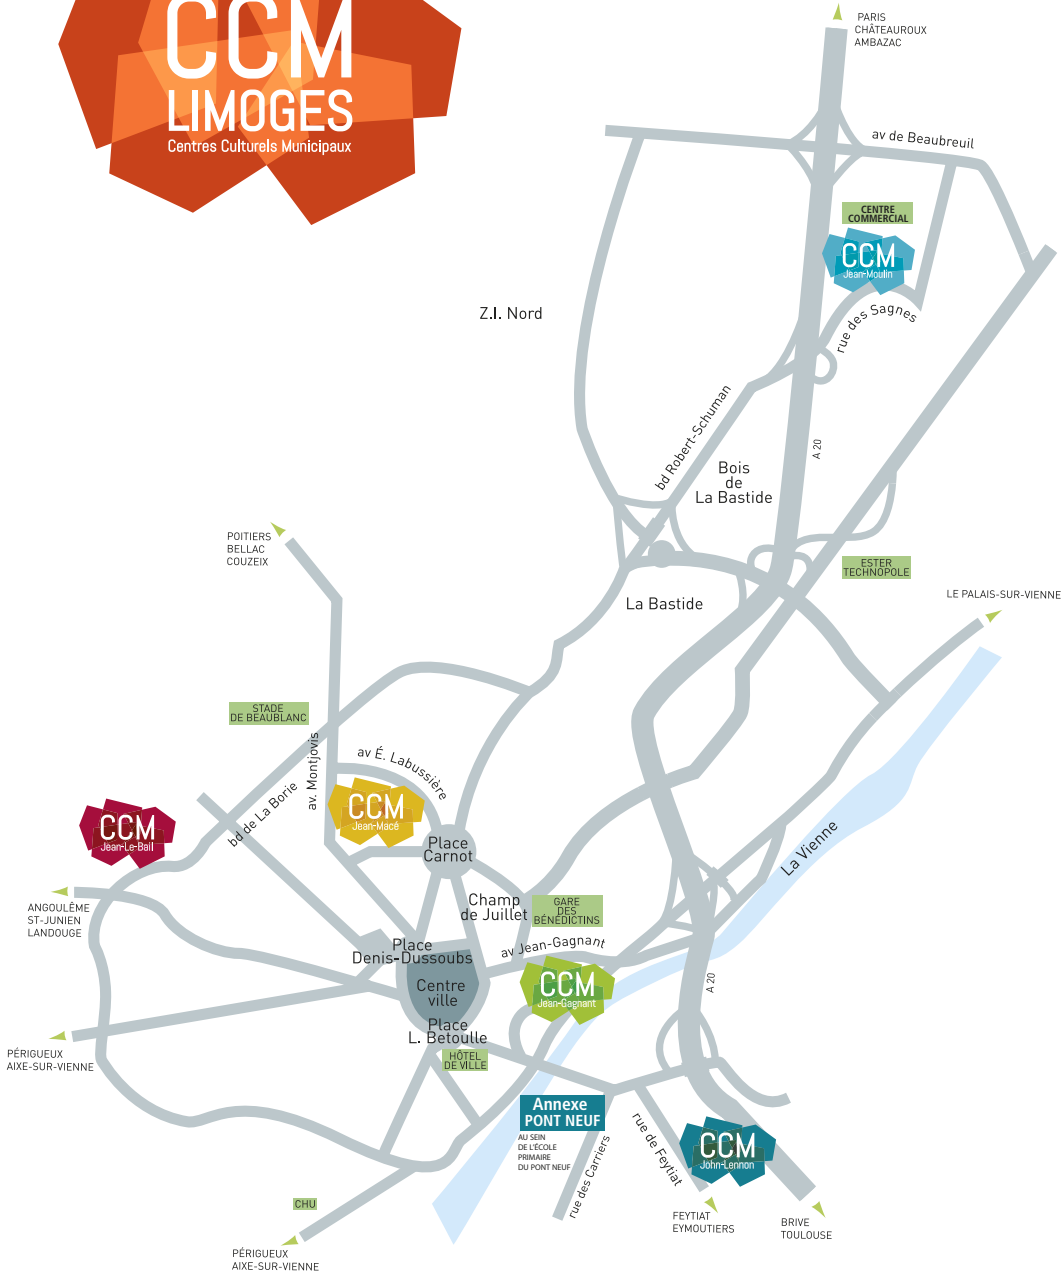 CCM
LIMOGES
Centres Culturels Municipaux
PARIS
CHÂTEAUROUX
AMBAZAC
av de Beaubreuil
CENTRE
COMMERCIAL
CCM
Jean-Moulin
rue des Sagnes
Z.I. Nord
bd Robert-Schuman
A 20
Bois
de
La Bastide
POITIERS
BELLAC
COUZEIX
ESTER
TECHNOPOLE
LE PALAIS-SUR-VIENNE
La Bastide
STADE
DE BEAUBLANC
av. Montjovis
av É. Labussière
bd de La Borie
CCM
Jean-Macé
CCM
Jean-Le-Bail
Place
Carnot
La Vienne
ANGOULÊME
ST-JUNIEN
LANDOUGE
Champ
de Juillet
GARE
DES
BÉNÉDICTINS
av Jean-Gagnant
Place
Denis-Dussoubs
CCM
Jean-Gagnant
Centre
ville
A 20
Place
L. Betoulle
HÔTEL
DE VILLE
PÉRIGUEUX
AIXE-SUR-VIENNE
Annexe
PONT NEUF
AU SEIN
DE L'ÉCOLE
PRIMAIRE
DU PONT NEUF
rue des Carriers
rue de Feytiat
CCM
John-Lennon
CHU
FEYTIAT
EYMOUTIERS
BRIVE
TOULOUSE
PÉRIGUEUX
AIXE-SUR-VIENNE